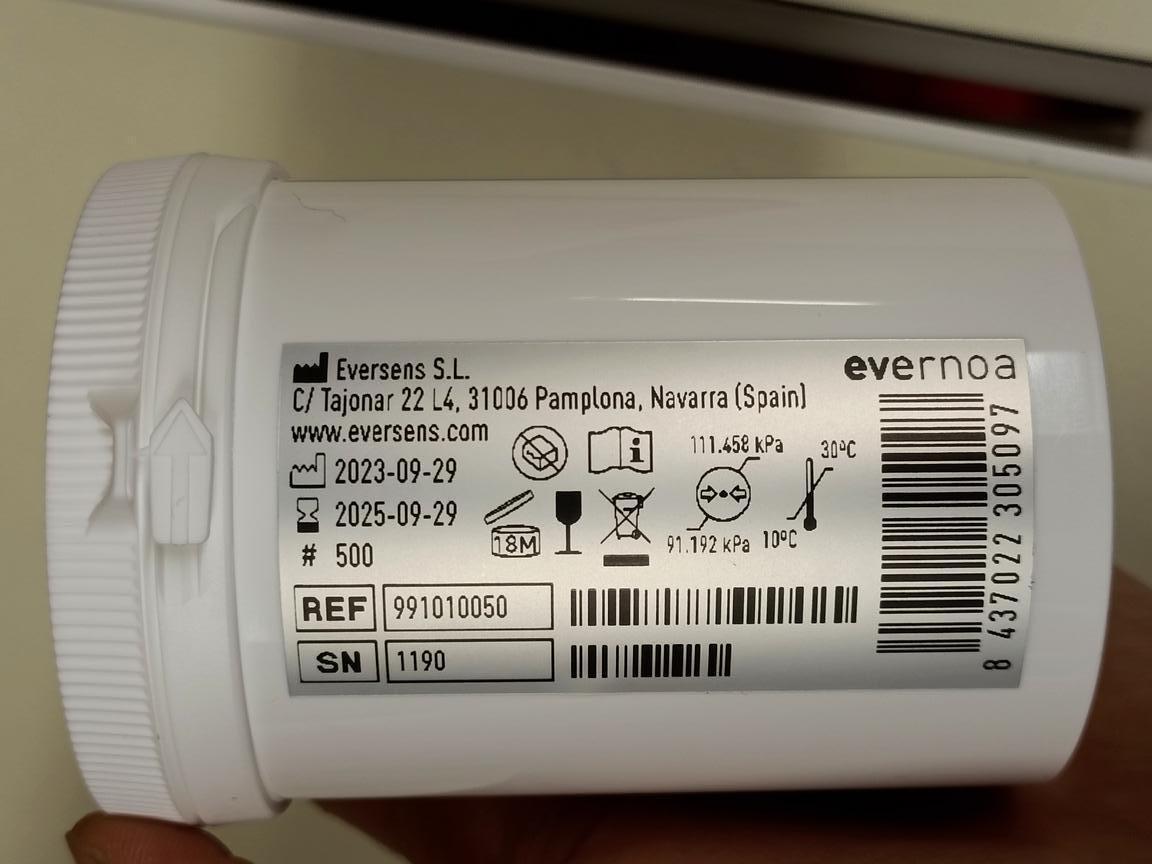 Eversens S.L.
evernoa
C/ Tajonar 22 L4, 31006 Pamplona, Navarra (Spain)
www.eversens.com
2023-09-29
2025-09-29
# 500
18M
111.458 kPa
91.192 kPa
30ºC
10ºC
REF 991010050
SN 1190
8 437022 305097